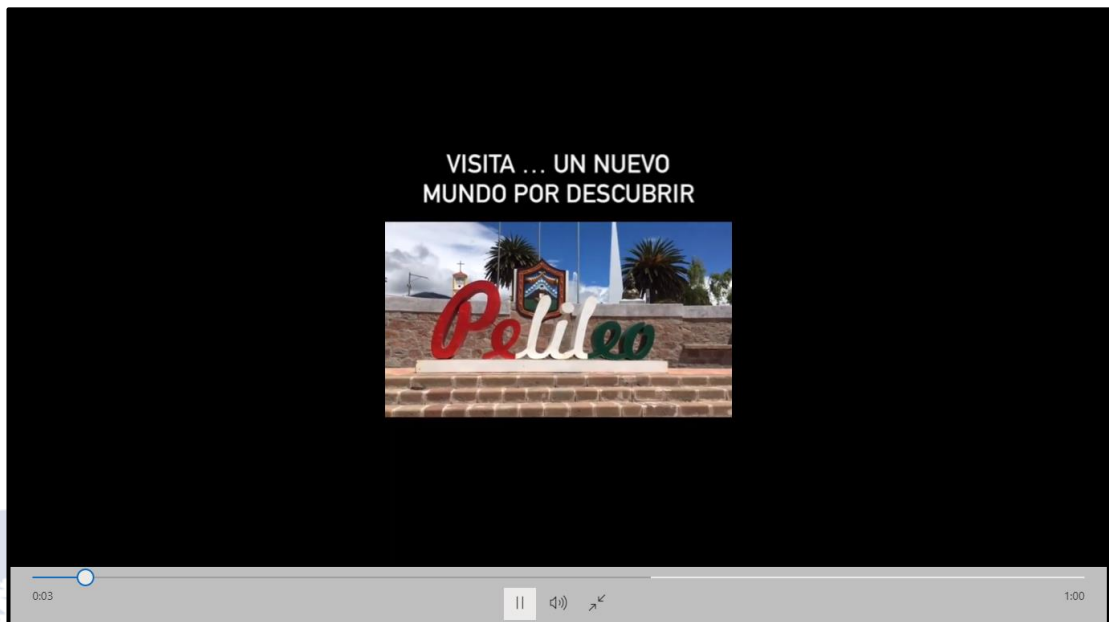 VISITA ... UN NUEVO
MUNDO POR DESCUBRIR
Pelileo
0:03
1:00